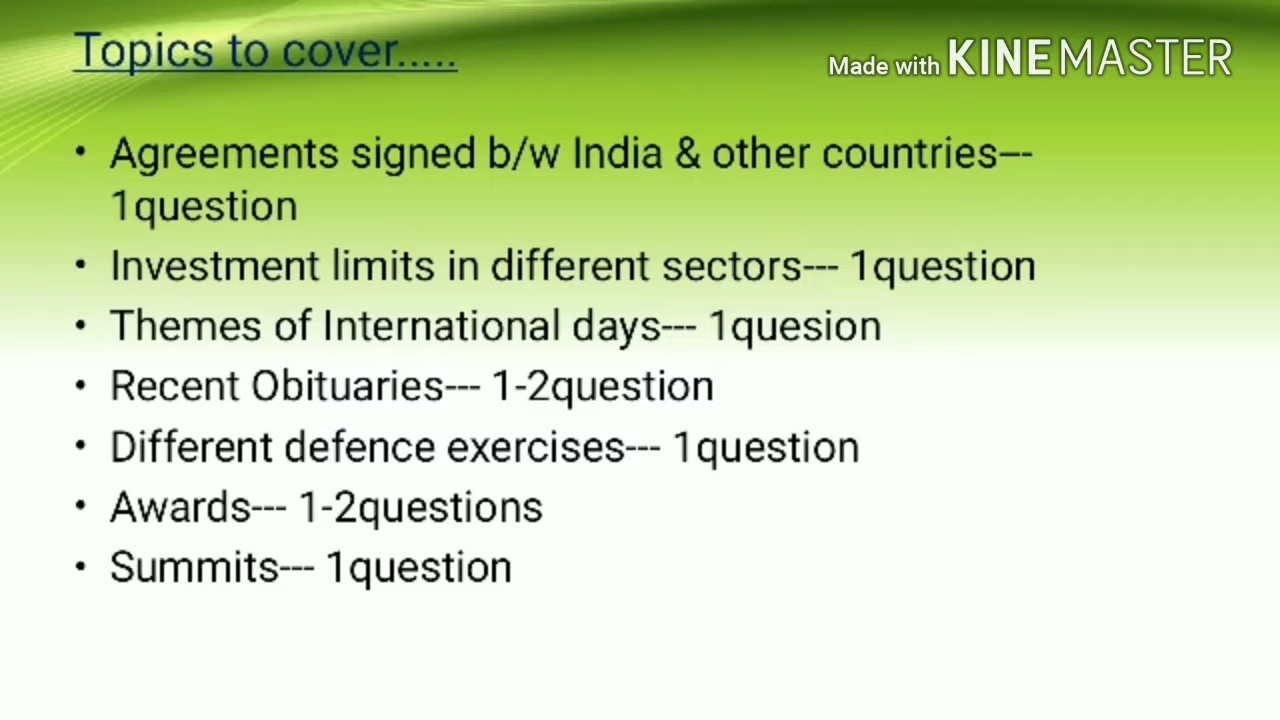 Topics to cover.....
Made with KINEMASTER
• Agreements signed b/w India & other countries---
1question
• Investment limits in different sectors--- 1question
• Themes of International days--- 1quesion
• Recent Obituaries--- 1-2question
• Different defence exercises--- 1question
• Awards--- 1-2questions
• Summits--- 1question